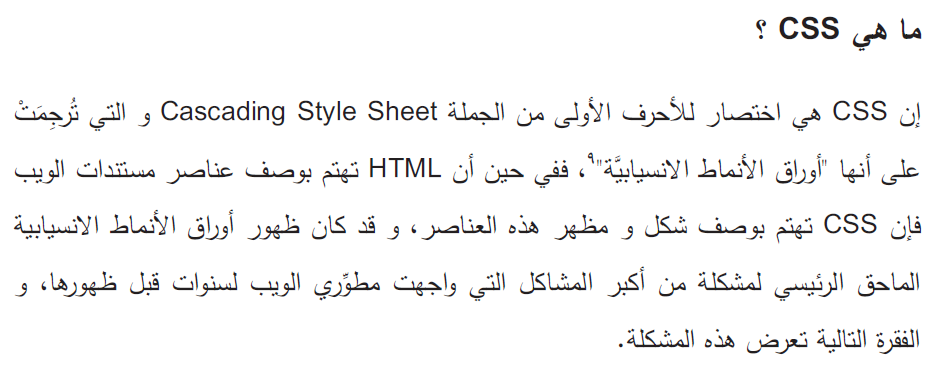 ما هي CSS ؟
إن CSS هي اختصار للأحرف الأولى من الجملة Cascading Style Sheet و التي تُرجِمَتْ
على أنها "أوراق الأنماط الانسيابيَّة"٩، ففي حين أن HTML تهتم بوصف عناصر مستندات الويب
فإن CSS تهتم بوصف شكل و مظهر هذه العناصر، و قد كان ظهور أوراق الأنماط الانسيابية
الماحق الرئيسي لمشكلة من أكبر المشاكل التي واجهت مطوِّري الويب لسنوات قبل ظهورها، و
الفقرة التالية تعرض هذه المشكلة.